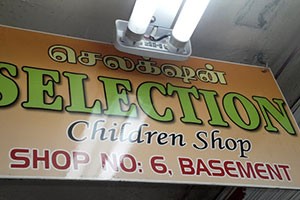 செலக்ஷன்
SELECTION
Children Shop
SHOP NO: 6, BASEMENT